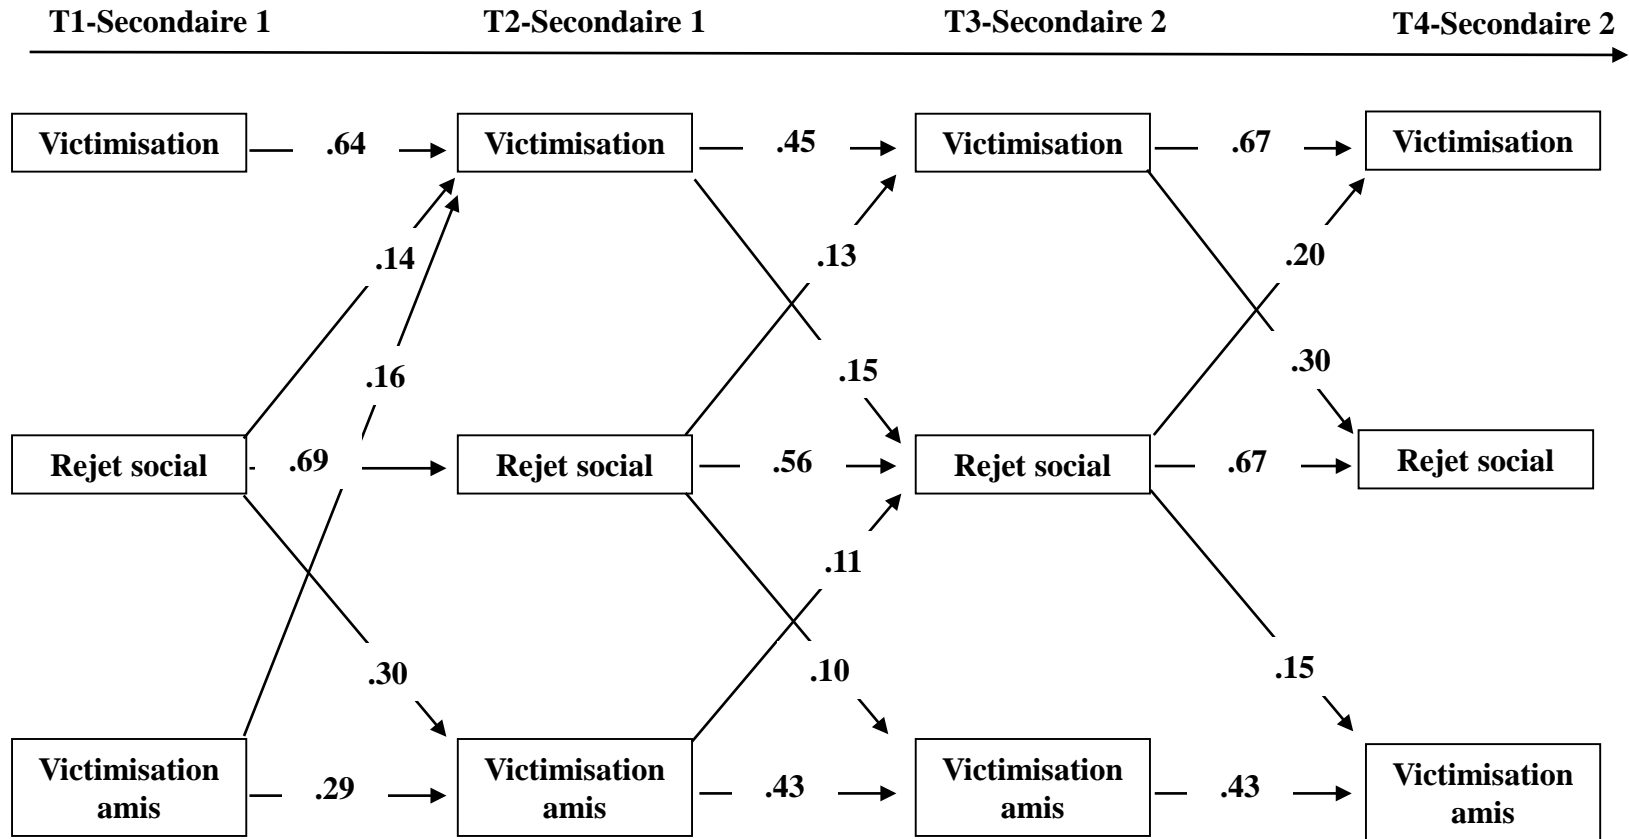 T1-Secondaire 1
T2-Secondaire 1
T3-Secondaire 2
T4-Secondaire 2
Victimisation
.64
Victimisation
.45
Victimisation
.67
Victimisation
.14
.13
.20
.16
.15
.30
Rejet social
.69
Rejet social
.56
Rejet social
.67
Rejet social
.30
.11
.10
.15
Victimisation
amis
.29
Victimisation
amis
.43
Victimisation
amis
.43
Victimisation
amis